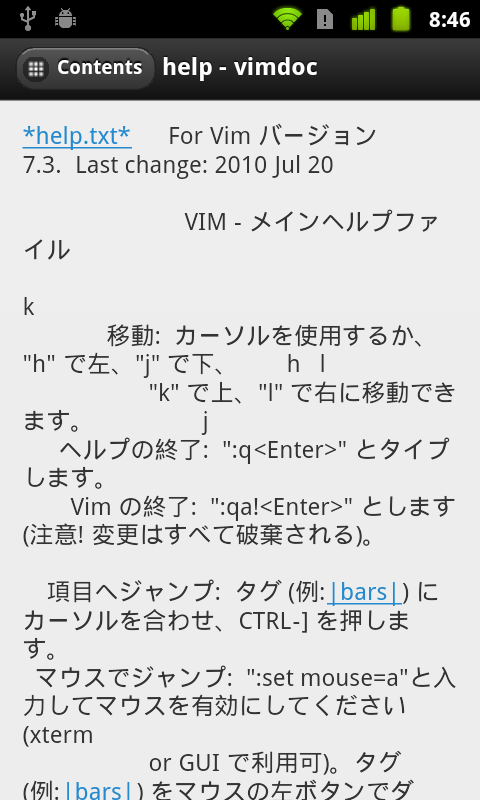 8:46
Contents help - vimdoc
*help.txt* For Vim バージョン
7.3. Last change: 2010 Jul 20
VIM - メインヘルプファ
イル
k
移動: カーソルを使用するか、
"h" で左、"j" で下、 h l
"k" で上、"l" で右に移動でき
ます。 j
ヘルプの終了: ":q<Enter>" とタイプ
します。
Vim の終了: ":qa!<Enter>" とします
(注意! 変更はすべて破棄される)。
項目へジャンプ: タグ (例:|bars|) に
カーソルを合わせ、CTRL-] を押しま
す。
マウスでジャンプ: ":set mouse=a"と入
力してマウスを有効にしてください
(xterm
or GUI で利用可)。タグ
(例:|bars|) をマウスの左ボタンでダ